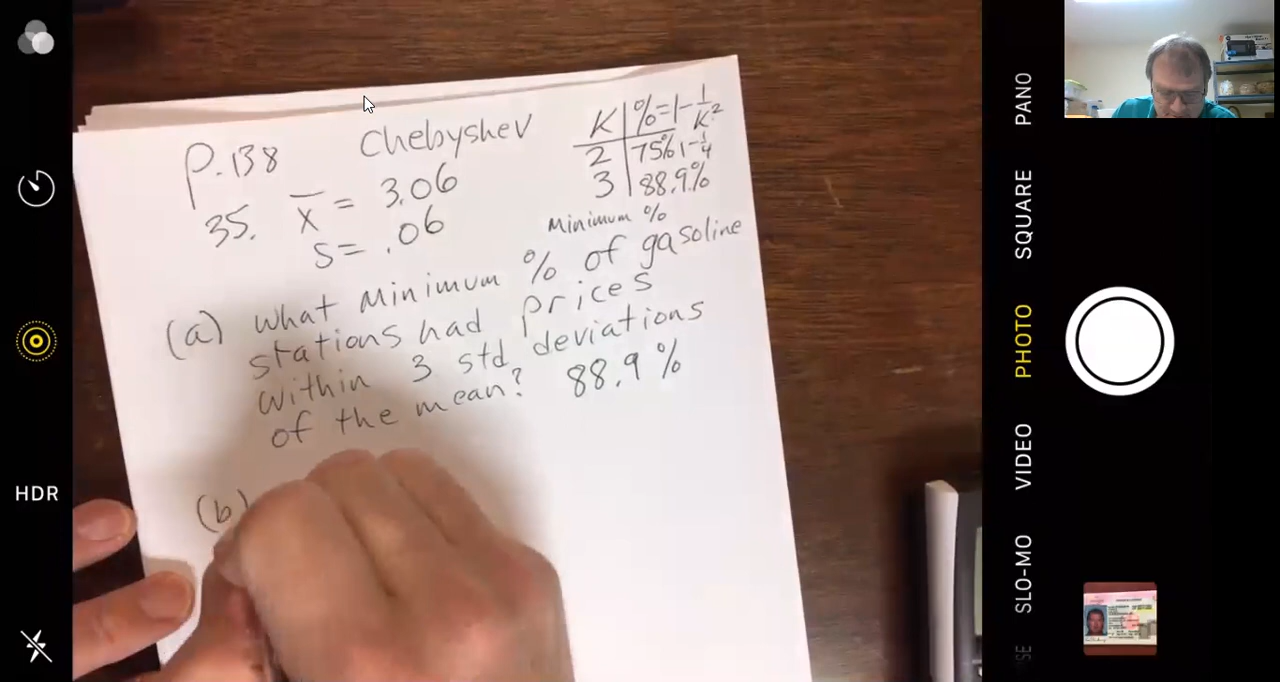 P.138 Chebyshev
35. x̄ = 3.06
s = .06
K %=1-1/K²
2 75% 1-1/4
3 88.9%
Minimum %
(a) What Minimum % of gasoline
stations had prices
within 3 std deviations
of the mean? 88.9%
(b)
HDR
PANO
SQUARE
PHOTO
VIDEO
SLO-MO
SE